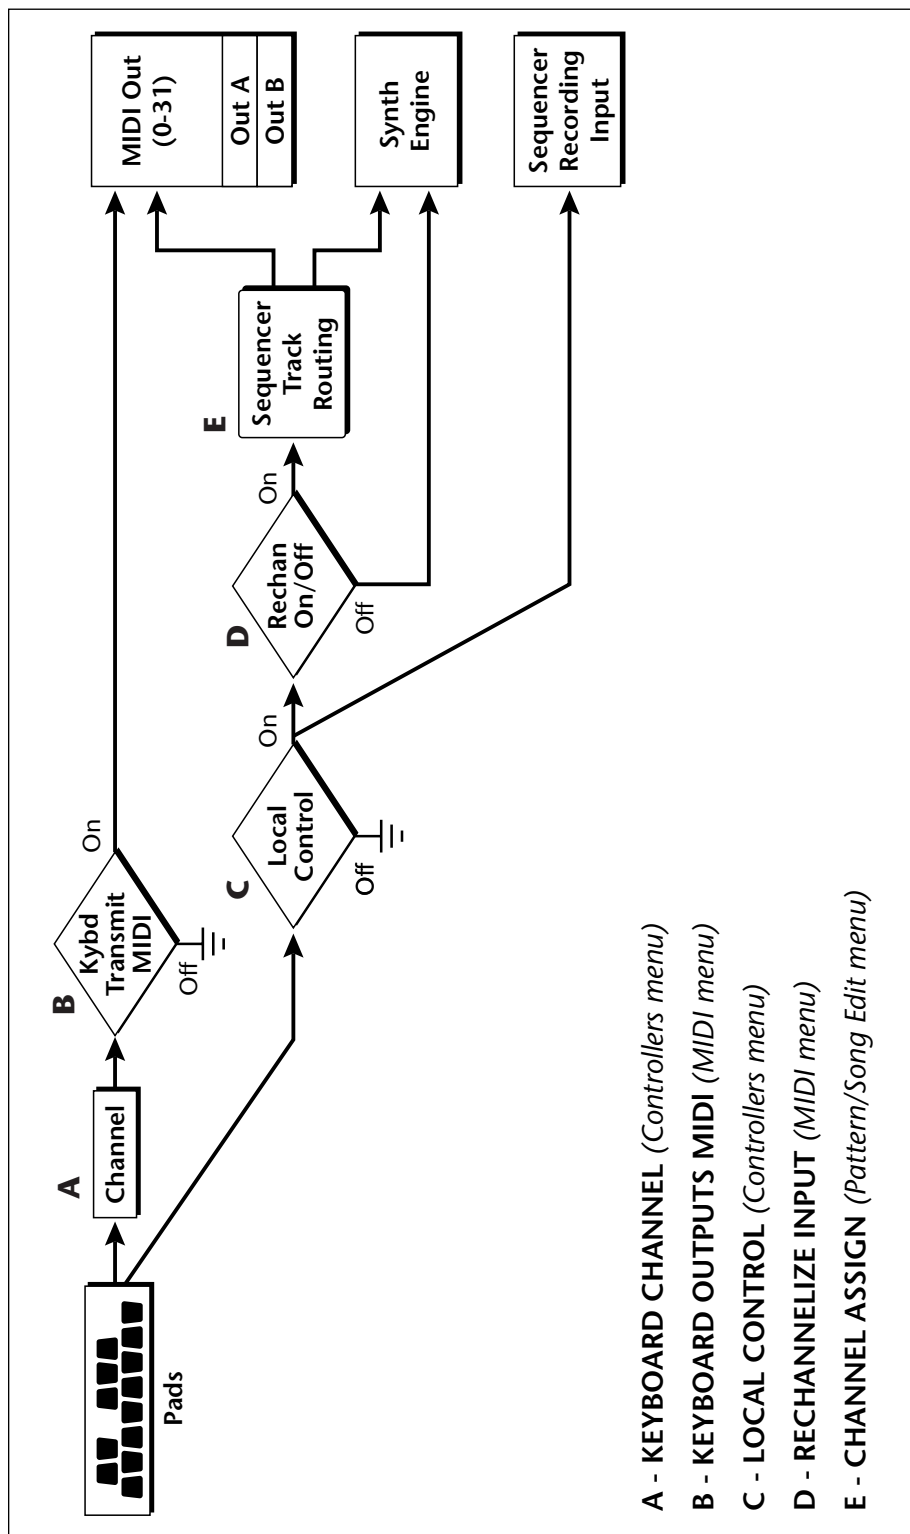 Pads
A
Channel
B
Kybd
Transmit
MIDI
On
Off
MIDI Out
(0-31)
Out A
Out B
C
Local
Control
On
Off
D
Rechan
On/Off
On
Off
E
Sequencer
Track
Routing
Synth
Engine
Sequencer
Recording
Input
A - KEYBOARD CHANNEL (Controllers menu)
B - KEYBOARD OUTPUTS MIDI (MIDI menu)
C - LOCAL CONTROL (Controllers menu)
D - RECHANNELIZE INPUT (MIDI menu)
E - CHANNEL ASSIGN (Pattern/Song Edit menu)